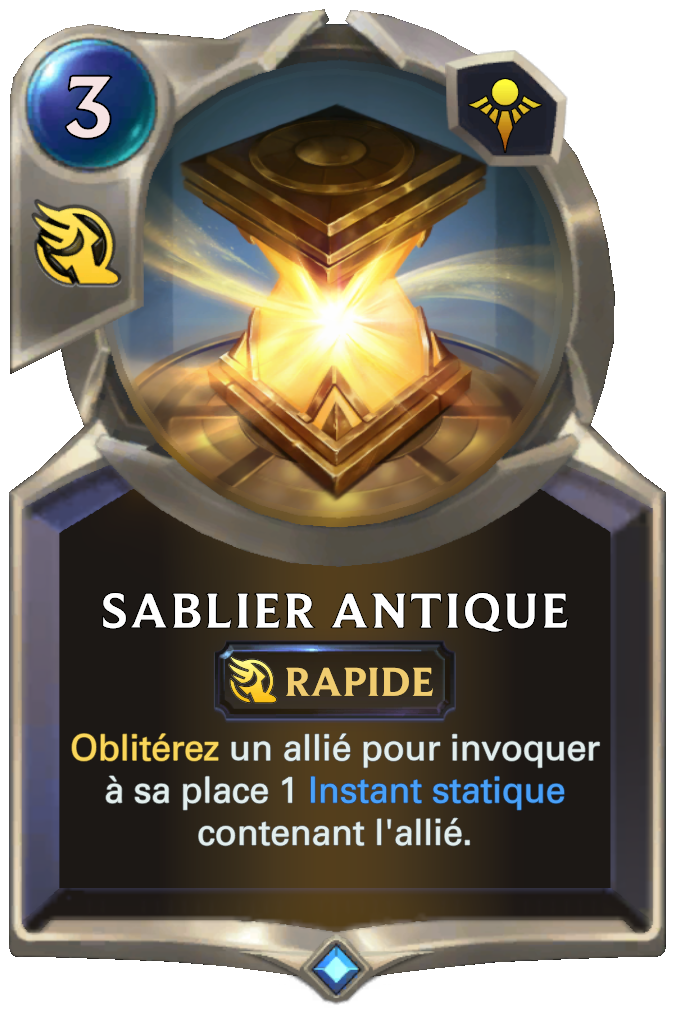 3
SABLIER ANTIQUE
RAPIDE
Oblitérez un allié pour invoquer
à sa place 1 Instant statique
contenant l'allié.